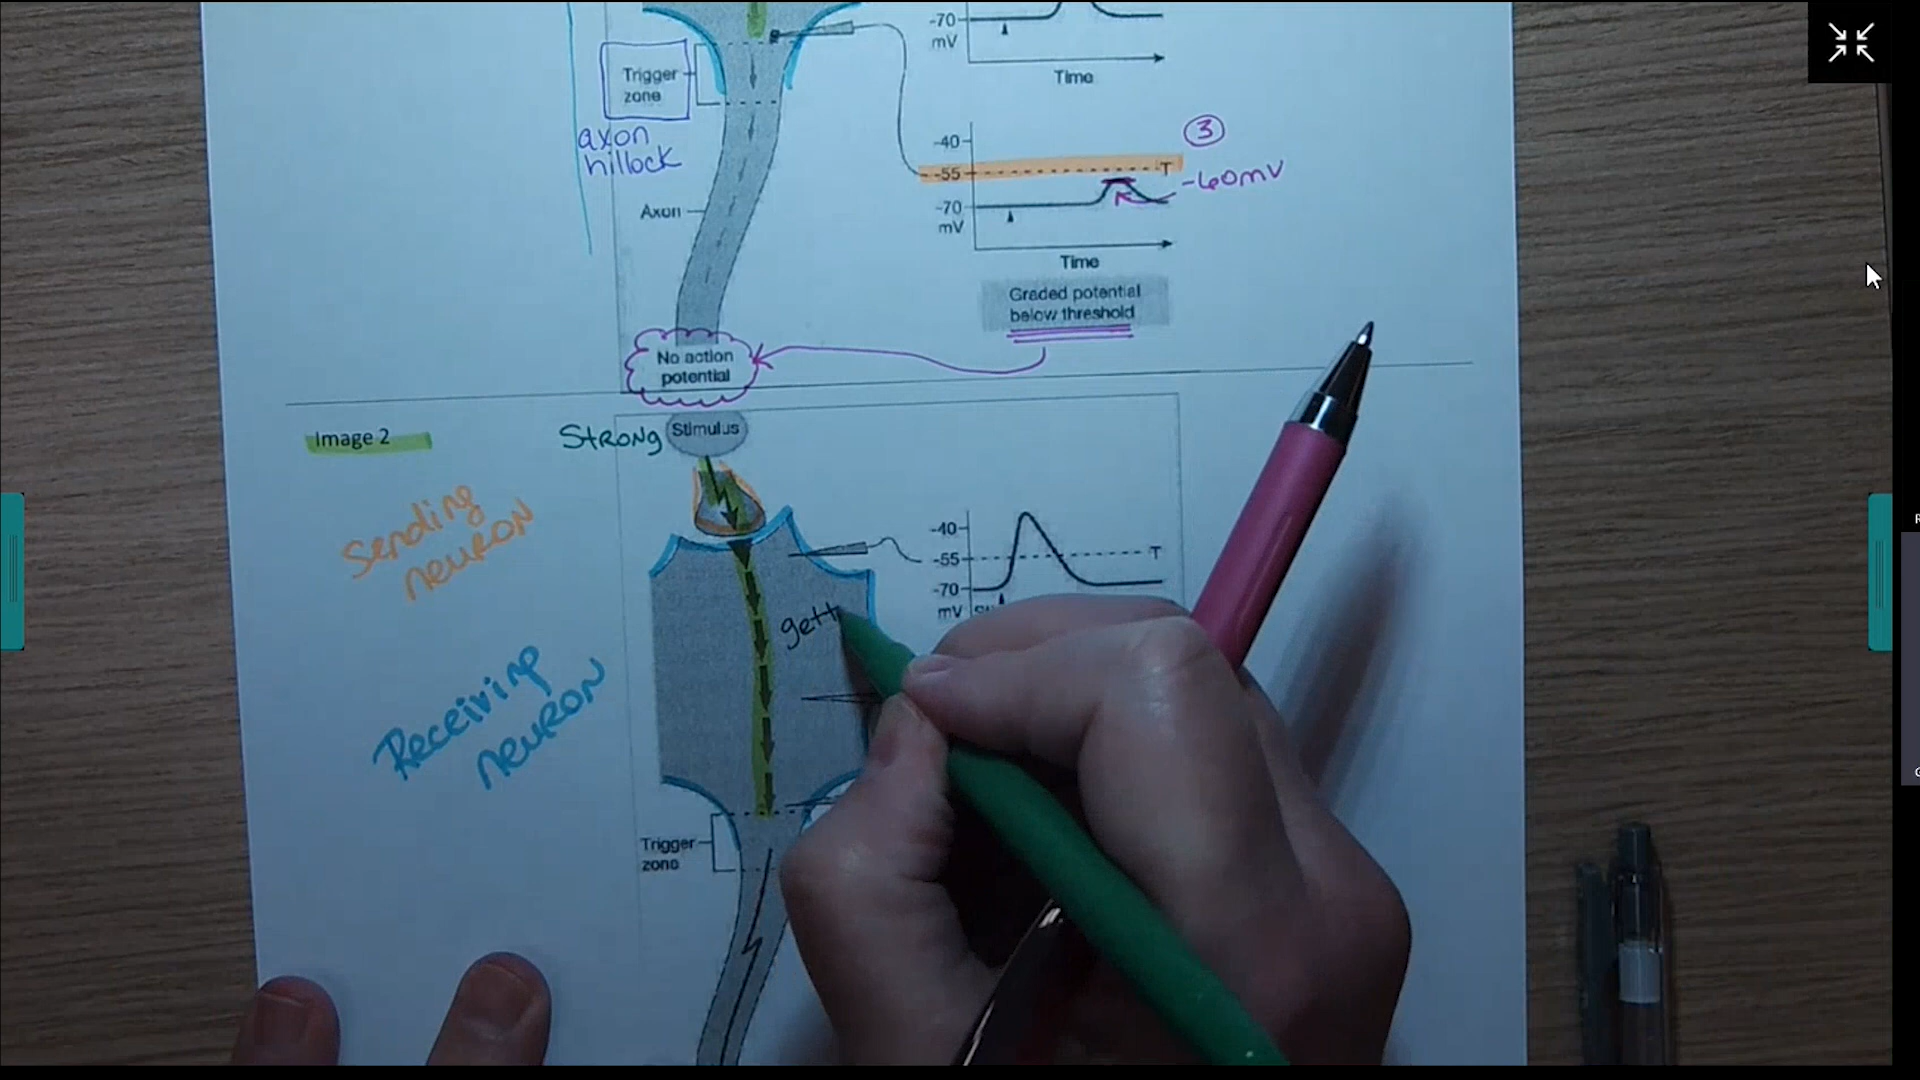 -70
mV
Time
Trigger
zone
axon
hillock
-40
3
-55
T
-60mV
-70
mV
Axon
Time
Graded potential
below threshold
No action
potential
Image 2
STRONG
Stimulus
Sending
neuron
-40
-55
T
-70
mV
gett
Receiving
neuron
Trigger
zone